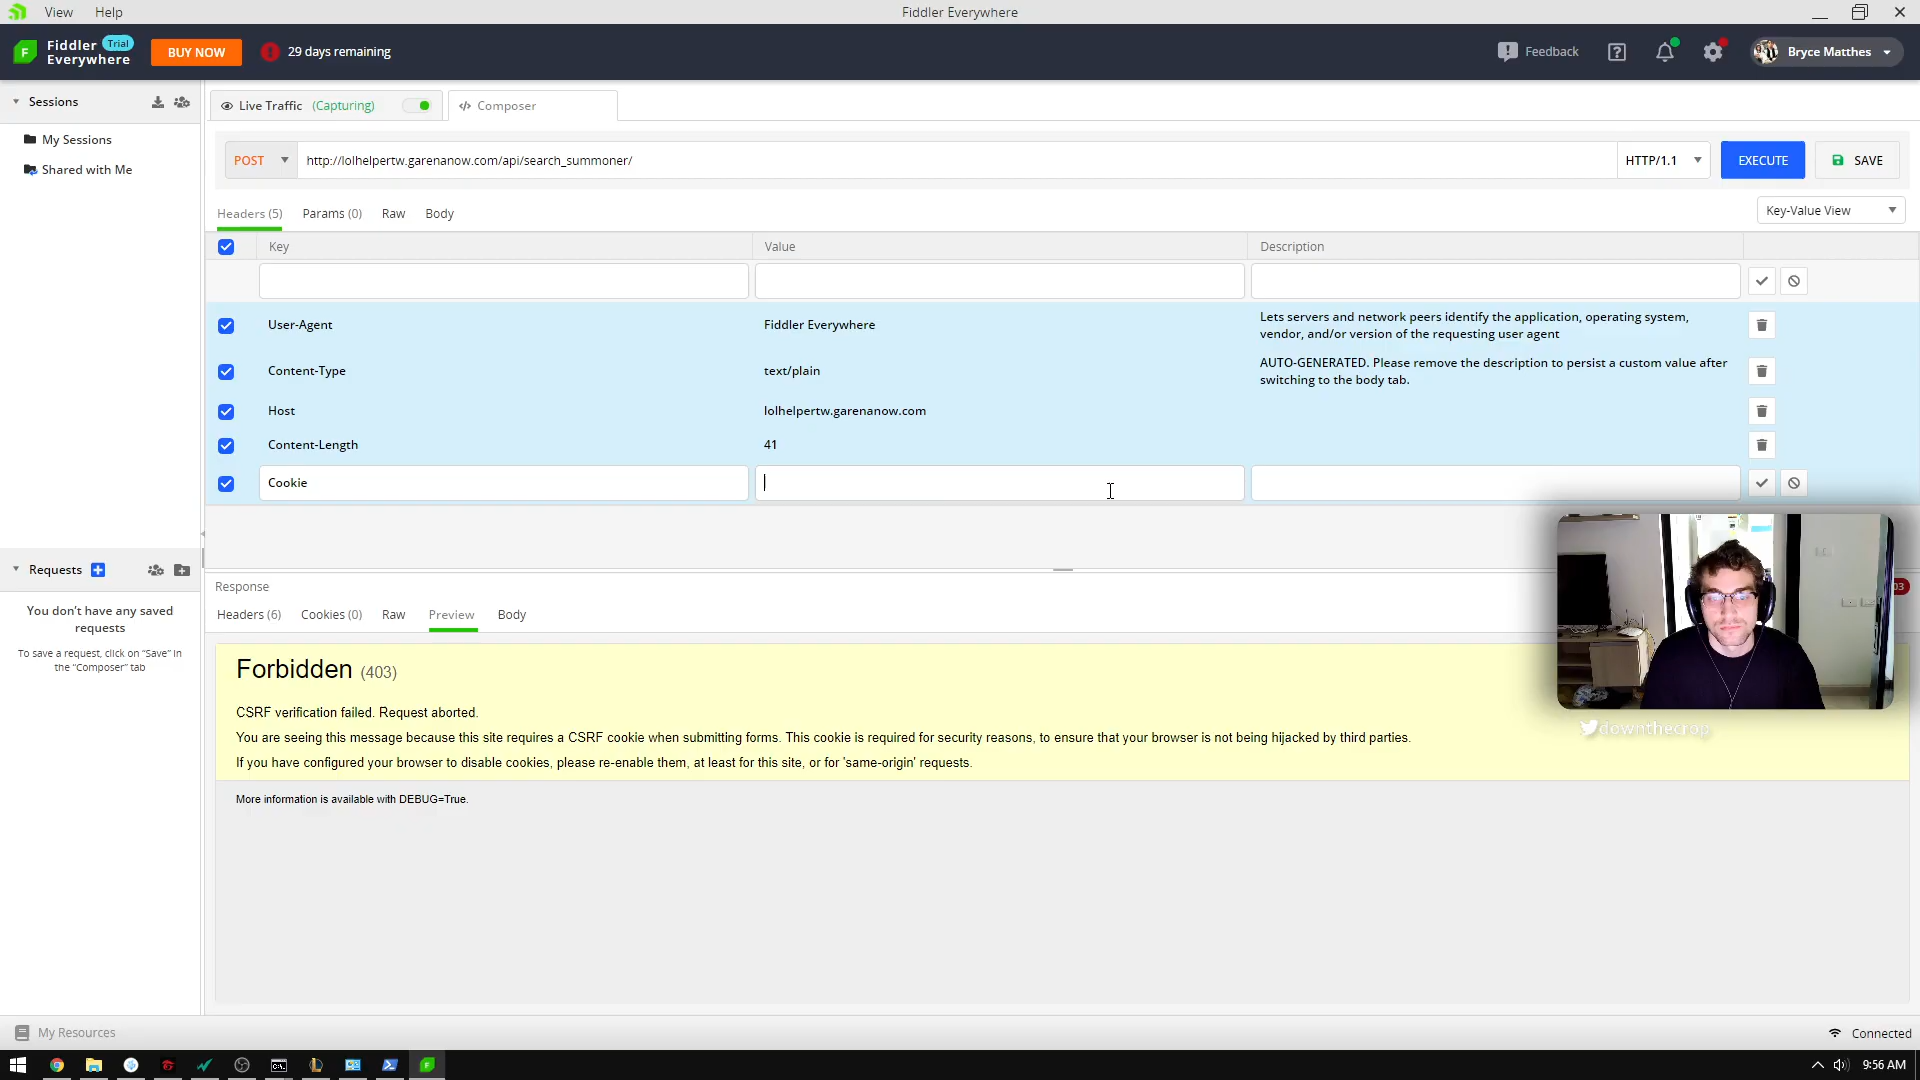 View Help Fiddler Everywhere
F Fiddler Everywhere Trial BUY NOW 29 days remaining Feedback Bryce Matthes
Sessions
My Sessions
Shared with Me
Live Traffic (Capturing) Composer
POST http://lolhelpertw.garenanow.com/api/search_summoner/ HTTP/1.1 EXECUTE SAVE
Headers (5) Params (0) Raw Body Key-Value View
Key Value Description
User-Agent Fiddler Everywhere Lets servers and network peers identify the application, operating system,
vendor, and/or version of the requesting user agent
Content-Type text/plain AUTO-GENERATED. Please remove the description to persist a custom value after
switching to the body tab.
Host lolhelpertw.garenanow.com
Content-Length 41
Cookie
Requests
You don't have any saved
requests
To save a request, click on "Save" in
the "Composer" tab
Response
03
Headers (6) Cookies (0) Raw Preview Body
Forbidden (403)
CSRF verification failed. Request aborted.
You are seeing this message because this site requires a CSRF cookie when submitting forms. This cookie is required for security reasons, to ensure that your browser is not being hijacked by third parties.
If you have configured your browser to disable cookies, please re-enable them, at least for this site, or for 'same-origin' requests.
More information is available with DEBUG=True.
downthecrop
My Resources Connected
9:56 AM